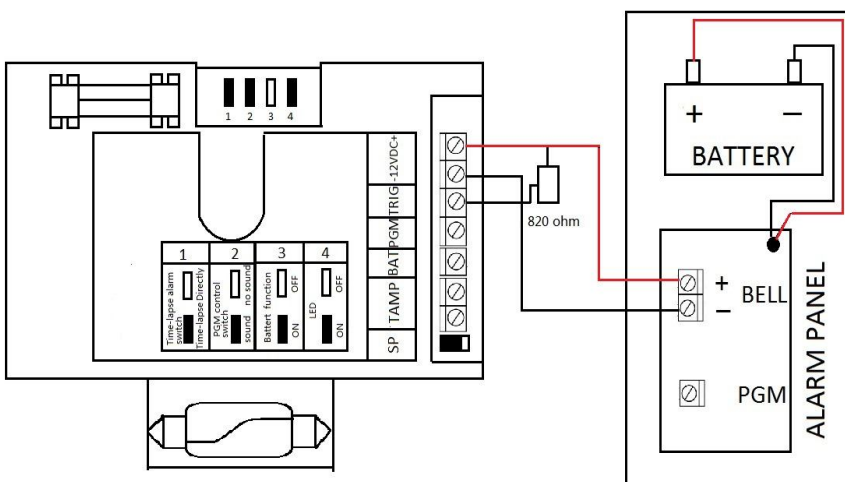 1 2 3 4
-12VDC+
TRIG
PGM
BAT
TAMP
SP
820 ohm
1
2
3
4
Time-lapse alarm
switch
Time-lapse Directly
PGM control
switch
sound
no sound
Battert function
ON
OFF
LED
ON
OFF
+ −
BATTERY
+
−
BELL
PGM
ALARM PANEL